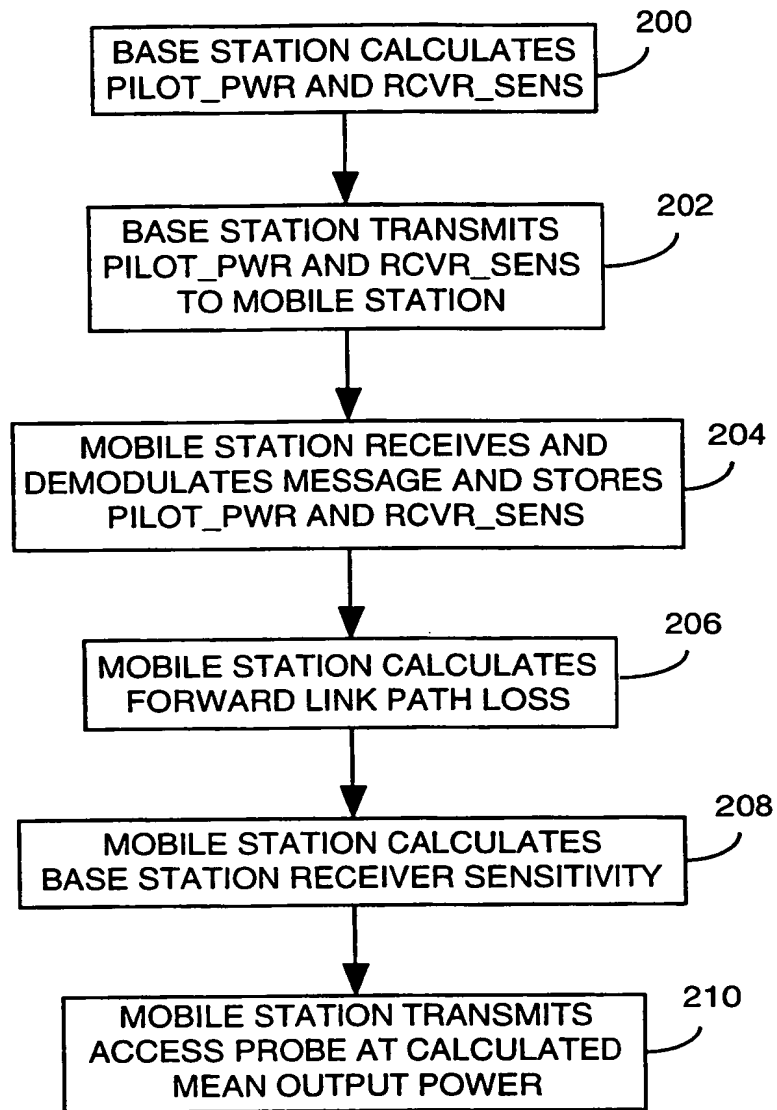 200
BASE STATION CALCULATES
PILOT_PWR AND RCVR_SENS
202
BASE STATION TRANSMITS
PILOT_PWR AND RCVR_SENS
TO MOBILE STATION
204
MOBILE STATION RECEIVES AND
DEMODULATES MESSAGE AND STORES
PILOT_PWR AND RCVR_SENS
206
MOBILE STATION CALCULATES
FORWARD LINK PATH LOSS
208
MOBILE STATION CALCULATES
BASE STATION RECEIVER SENSITIVITY
210
MOBILE STATION TRANSMITS
ACCESS PROBE AT CALCULATED
MEAN OUTPUT POWER